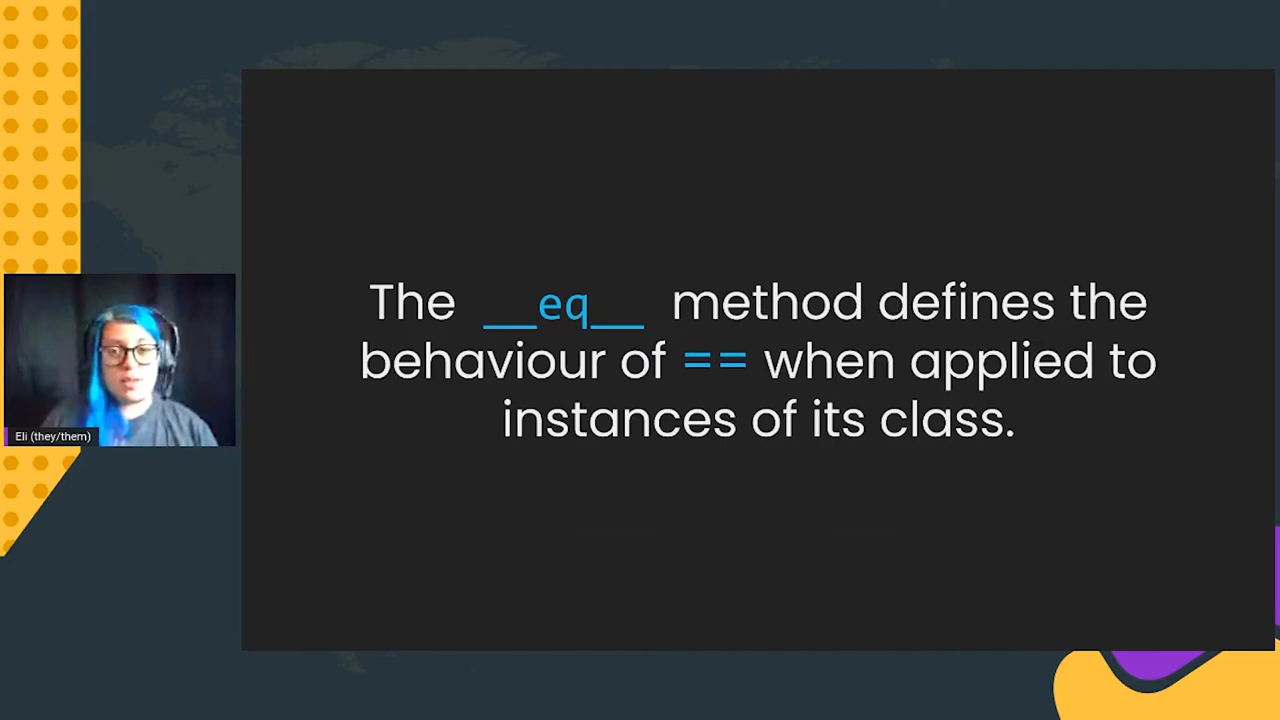 The __eq__ method defines the
behaviour of == when applied to
instances of its class.
Eli (they/them)